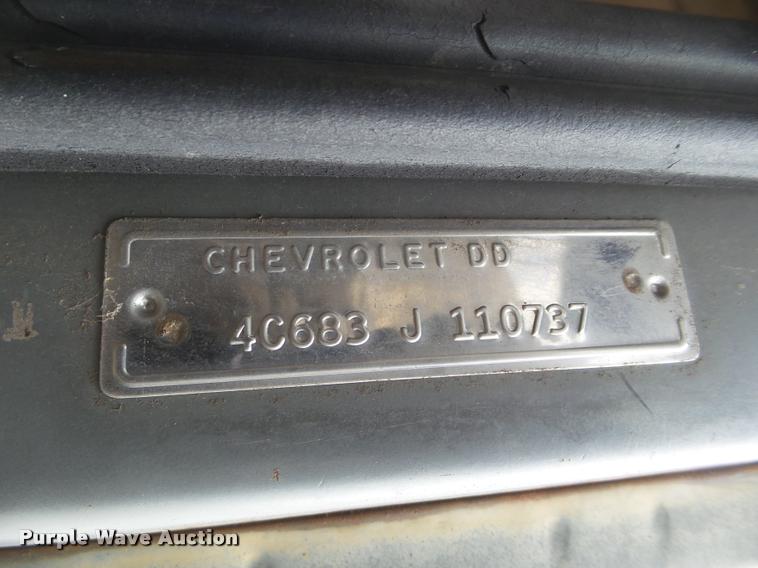 CHEVROLET DD
4C683 J 110737
Purple Wave Auction